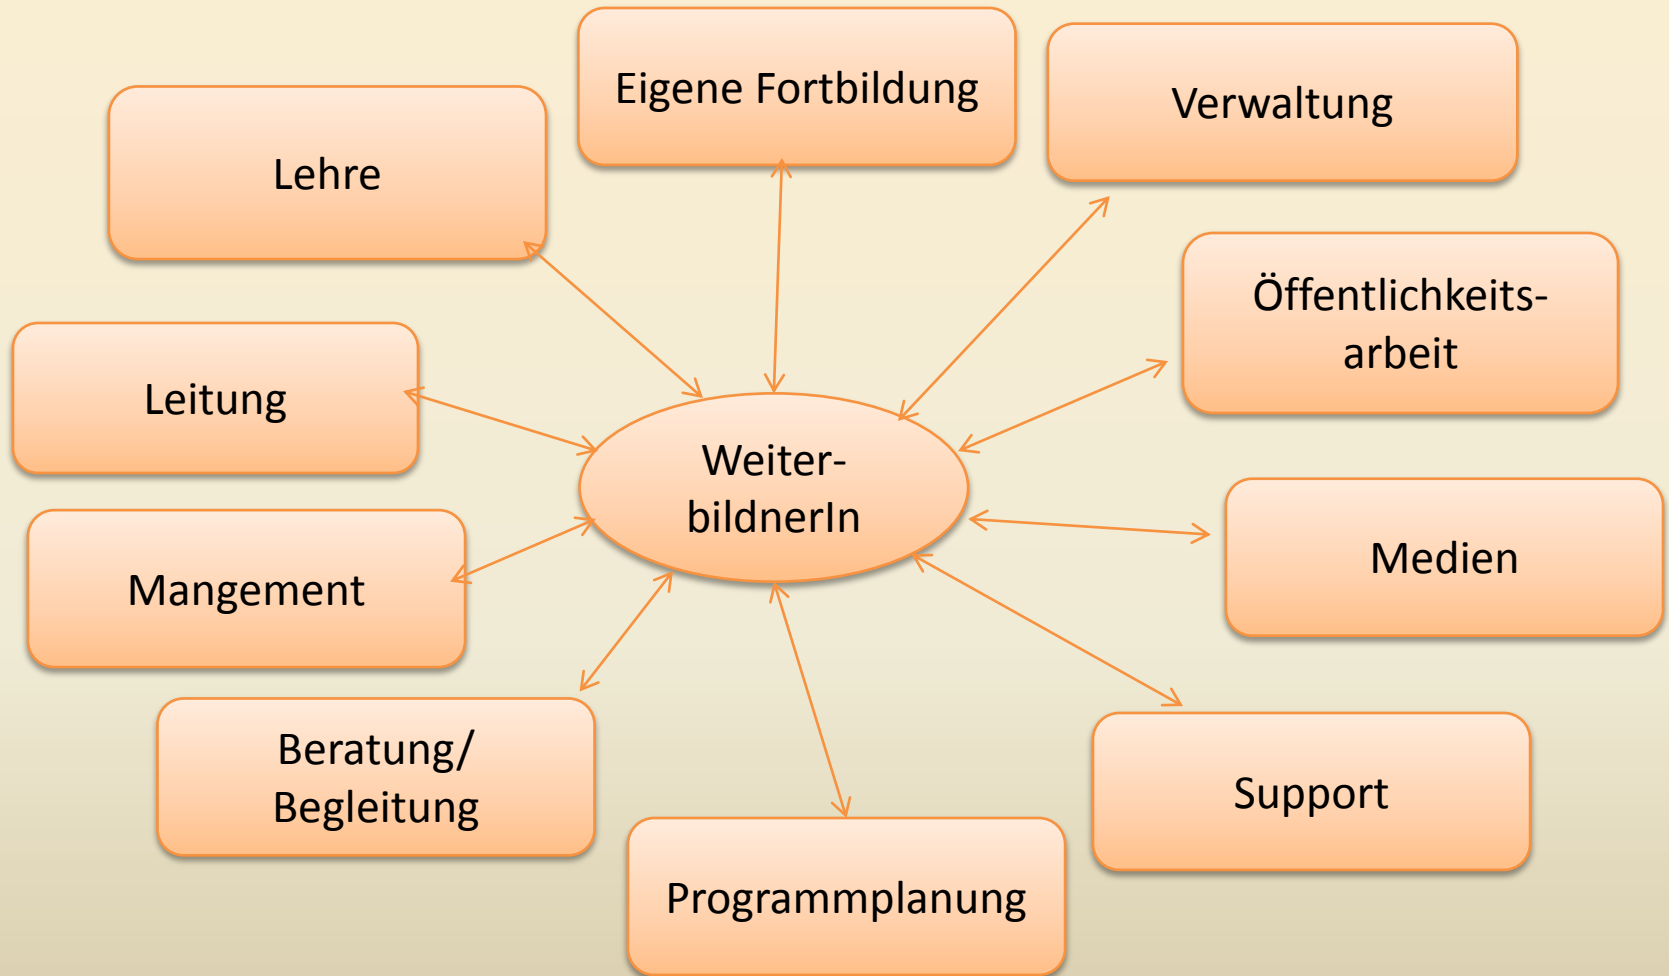 Eigene Fortbildung
Verwaltung
Lehre
Öffentlichkeits-
arbeit
Leitung
Weiter-
bildnerIn
Medien
Mangement
Beratung/
Begleitung
Support
Programmplanung